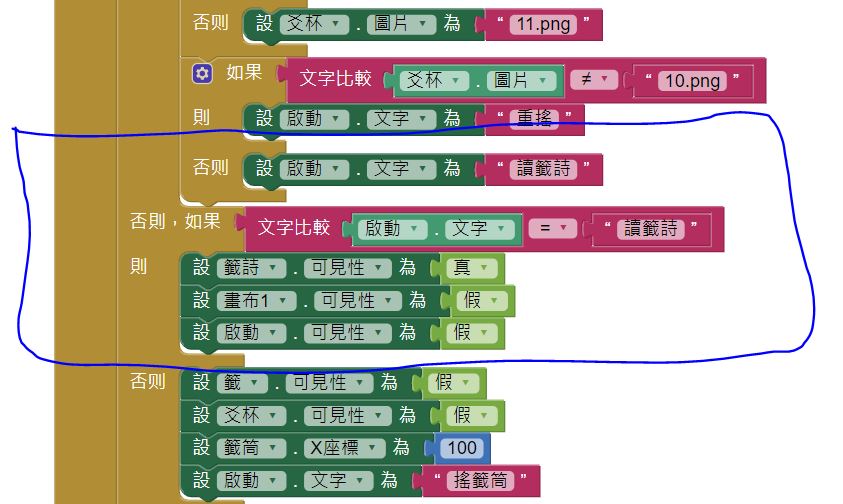 否則 設 爻杯 . 圖片 為 “ 11.png ”
如果 文字比較 爻杯 . 圖片 ≠ “ 10.png ”
則 設 啟動 . 文字 為 “ 重搖 ”
否則 設 啟動 . 文字 為 “ 讀籤詩 ”
否則，如果 文字比較 啟動 . 文字 = “ 讀籤詩 ”
則 設 籤詩 . 可見性 為 真
設 畫布1 . 可見性 為 假
設 啟動 . 可見性 為 假
否則 設 籤 . 可見性 為 假
設 爻杯 . 可見性 為 假
設 籤筒 . X座標 為 100
設 啟動 . 文字 為 “ 搖籤筒 ”